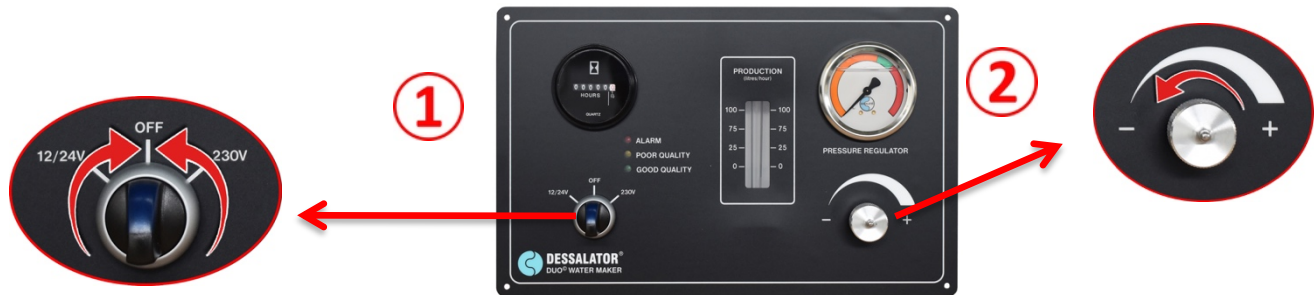 ①
②
OFF
12/24V
230V
HOURS
QUARTZ
ALARM
POOR QUALITY
GOOD QUALITY
OFF
12/24V
230V
PRODUCTION
(litres/hour)
100 100
75 75
25 25
0 0
PRESSURE REGULATOR
- +
DESSALATOR®
DUO© WATER MAKER
- +